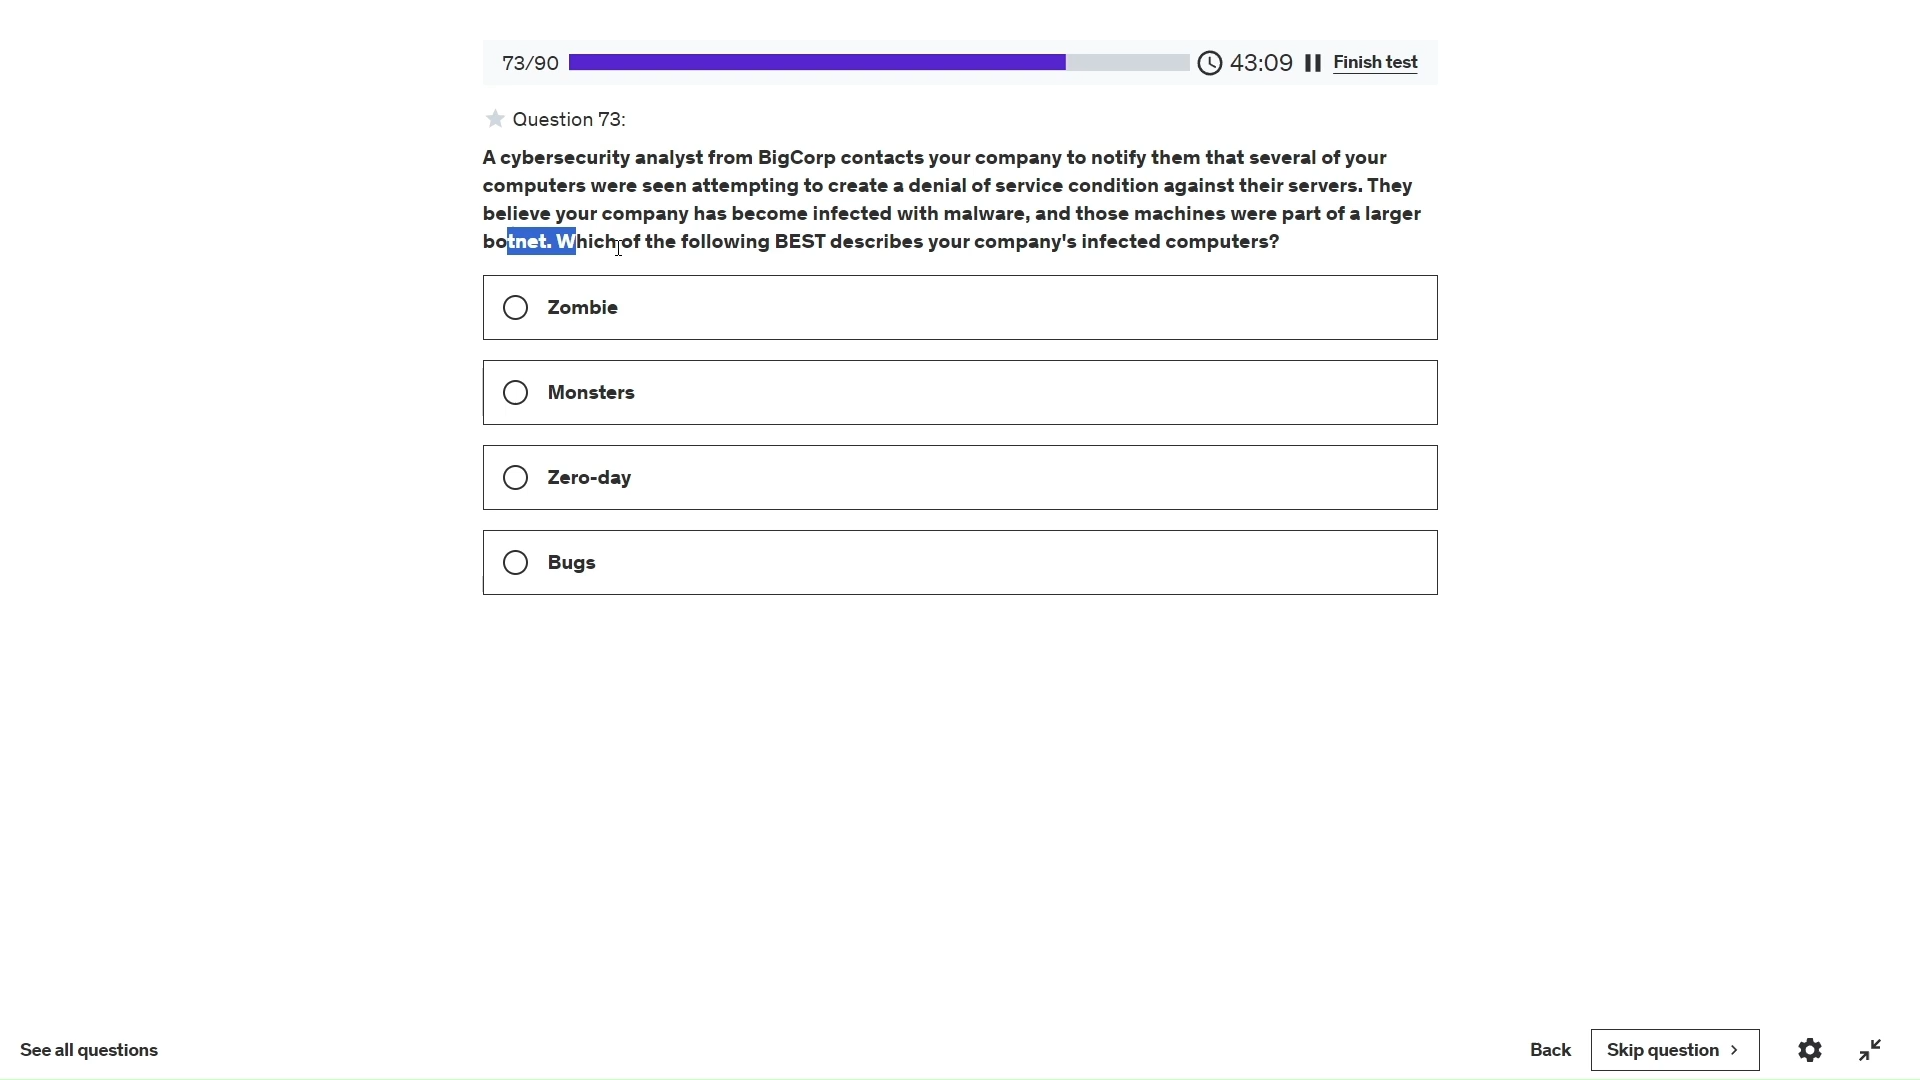 73/90 43:09 Finish test
Question 73:
A cybersecurity analyst from BigCorp contacts your company to notify them that several of your
computers were seen attempting to create a denial of service condition against their servers. They
believe your company has become infected with malware, and those machines were part of a larger
botnet. Which of the following BEST describes your company's infected computers?
Zombie
Monsters
Zero-day
Bugs
See all questions Back Skip question